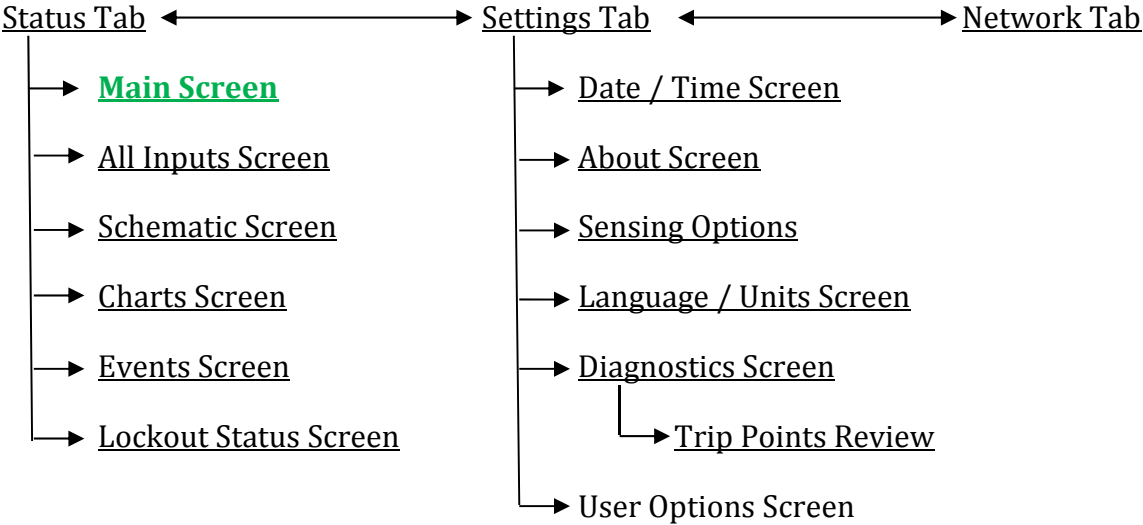 Status Tab
Settings Tab
Network Tab
Main Screen
Date / Time Screen
All Inputs Screen
About Screen
Schematic Screen
Sensing Options
Charts Screen
Language / Units Screen
Events Screen
Diagnostics Screen
Lockout Status Screen
Trip Points Review
User Options Screen